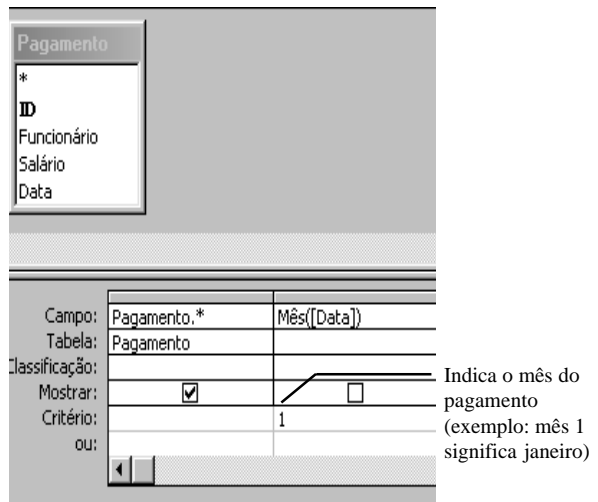 Pagamento
*
ID
Funcionário
Salário
Data
Campo: Pagamento.* Mês([Data])
Tabela: Pagamento
Classificação:
Mostrar:
Critério: 1
ou:
Indica o mês do
pagamento
(exemplo: mês 1
significa janeiro)